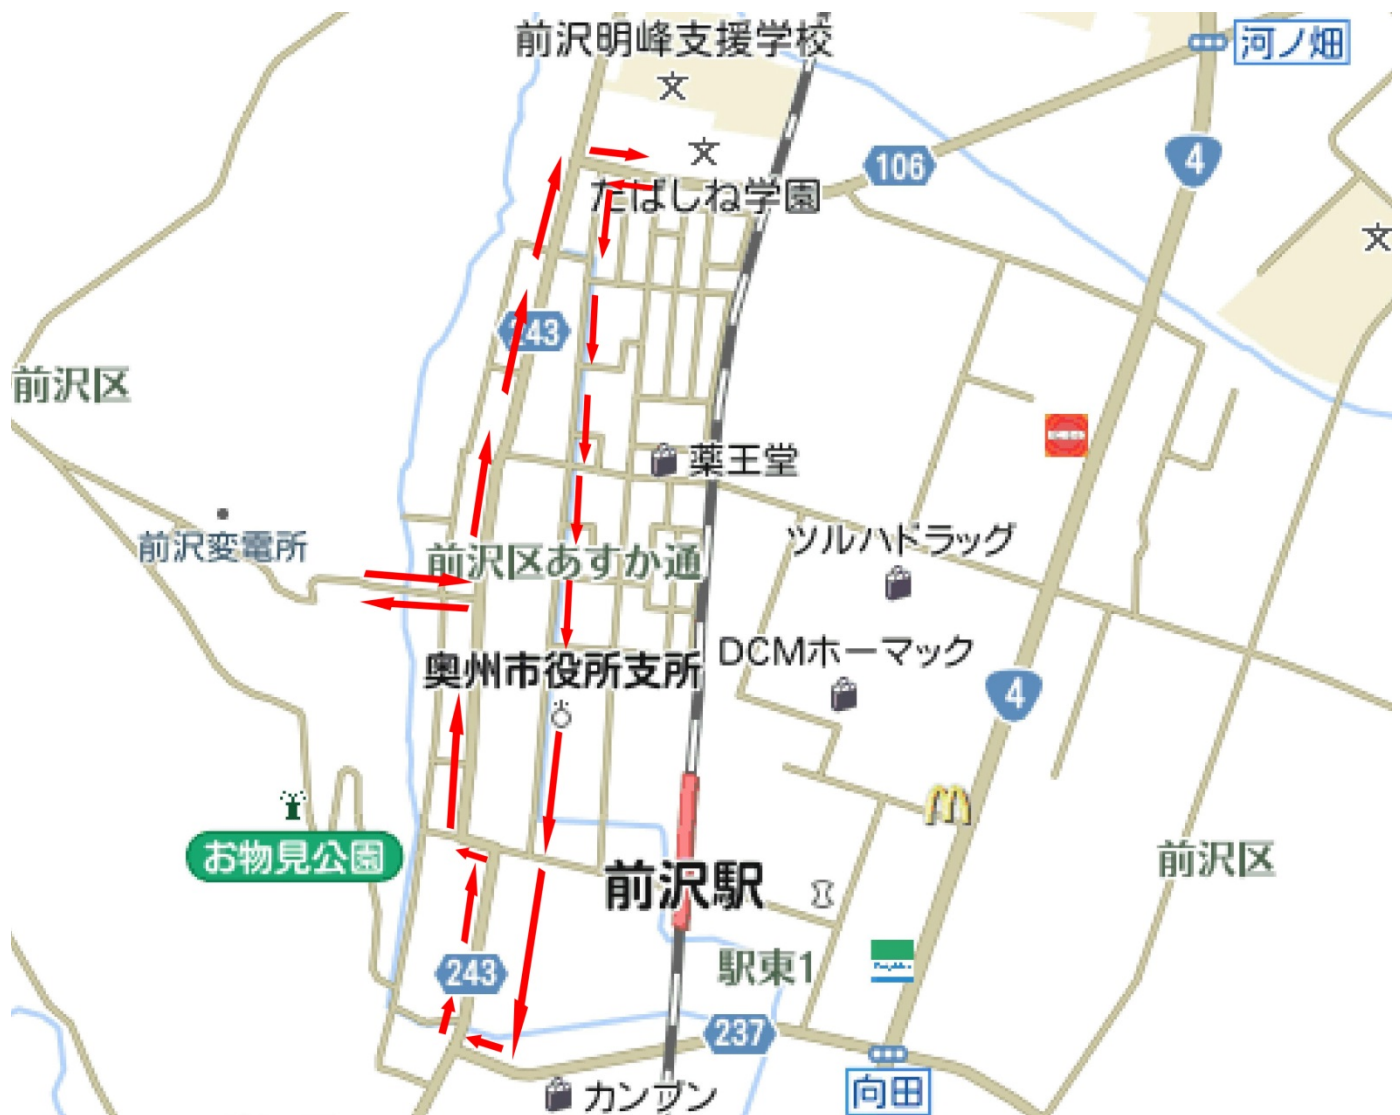 前沢明峰支援学校
河ノ畑
4
106
たばしね学園
243
前沢区
薬王堂
ツルハドラッグ
前沢変電所
前沢区あすか通
DCMホーマック
奥州市役所支所
4
お物見公園
前沢区
前沢駅
駅東1
243
237
向田
カンブン